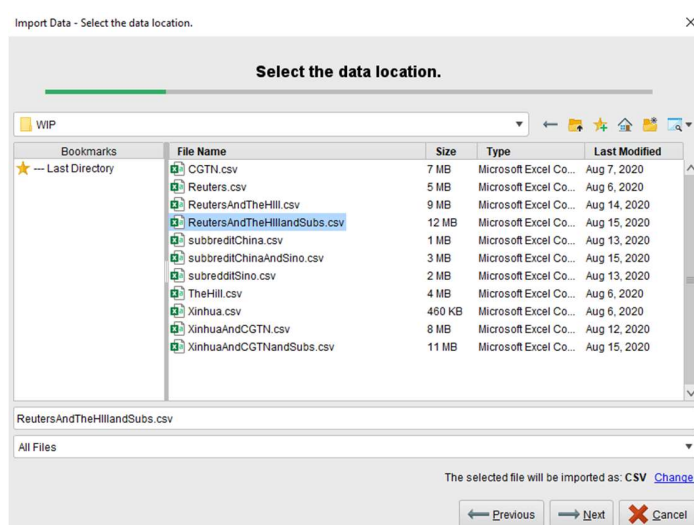 Import Data - Select the data location.
Select the data location.
WIP
Bookmarks File Name Size Type Last Modified
--- Last Directory CGTN.csv 7 MB Microsoft Excel Co... Aug 7, 2020
Reuters.csv 5 MB Microsoft Excel Co... Aug 6, 2020
ReutersAndTheHIll.csv 9 MB Microsoft Excel Co... Aug 14, 2020
ReutersAndTheHIllandSubs.csv 12 MB Microsoft Excel Co... Aug 15, 2020
subbreditChina.csv 1 MB Microsoft Excel Co... Aug 13, 2020
subbredditChinaAndSino.csv 3 MB Microsoft Excel Co... Aug 15, 2020
subredditSino.csv 2 MB Microsoft Excel Co... Aug 13, 2020
TheHill.csv 4 MB Microsoft Excel Co... Aug 6, 2020
Xinhua.csv 460 KB Microsoft Excel Co... Aug 6, 2020
XinhuaAndCGTN.csv 8 MB Microsoft Excel Co... Aug 12, 2020
XinhuaAndCGTNandSubs.csv 11 MB Microsoft Excel Co... Aug 15, 2020
ReutersAndTheHIllandSubs.csv
All Files
The selected file will be imported as: CSV Change
Previous Next Cancel